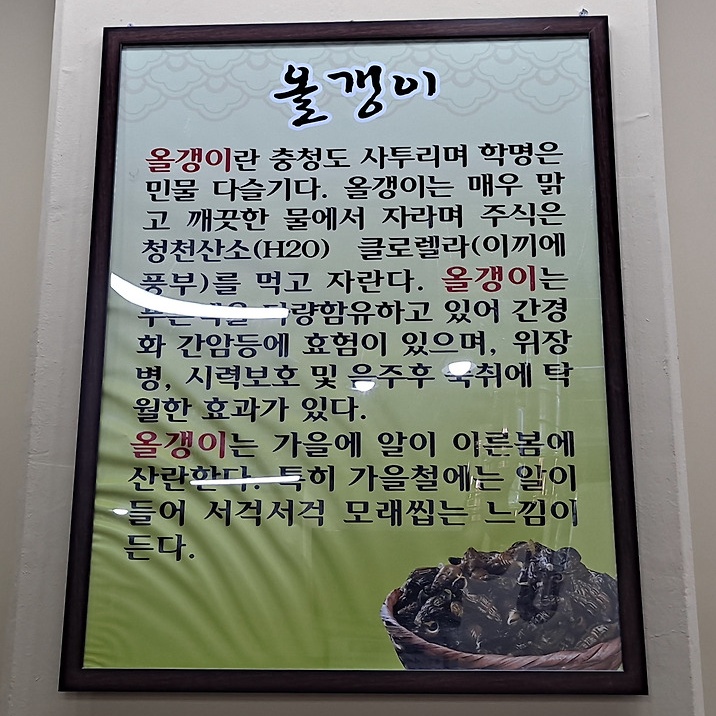 올갱이
올갱이란 충청도 사투리며 학명은
민물 다슬기다. 올갱이는 매우 맑
고 깨끗한 물에서 자라며 주식은
청천산소(H2O) 클로렐라(이끼에
풍부)를 먹고 자란다. 올갱이는
푸른색을 다량함유하고 있어 간경
화 간암등에 효험이 있으며, 위장
병, 시력보호 및 음주후 숙취에 탁
월한 효과가 있다.
올갱이는 가을에 알이 이른봄에
산란한다. 특히 가을철에는 알이
들어 서걱서걱 모래씹는 느낌이
든다.